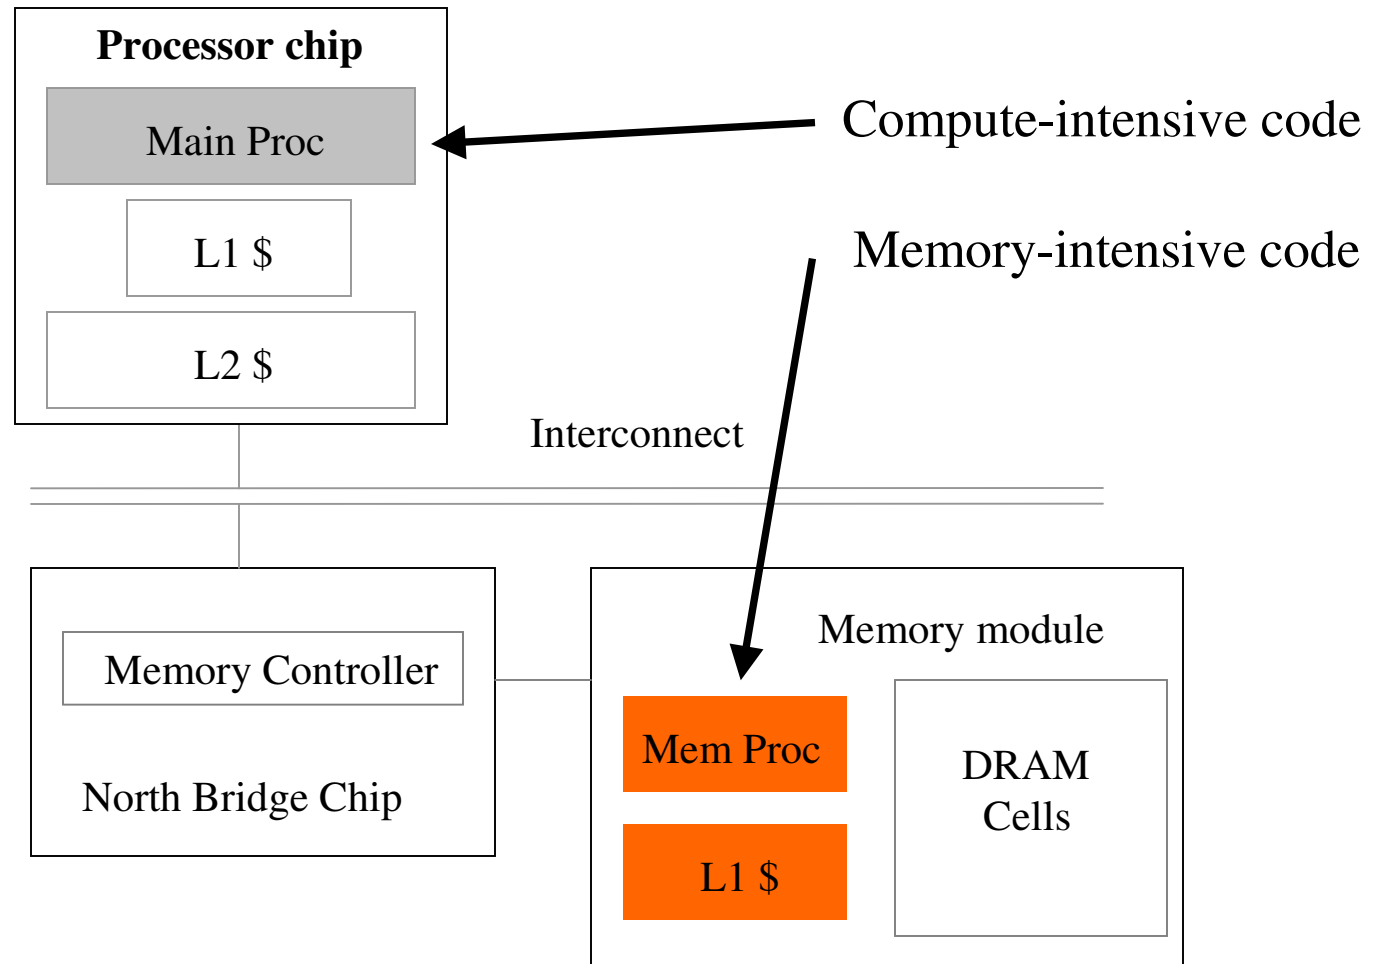 Processor chip
Main Proc
L1 $
L2 $
Compute-intensive code
Memory-intensive code
Interconnect
Memory Controller
North Bridge Chip
Memory module
Mem Proc
L1 $
DRAM
Cells